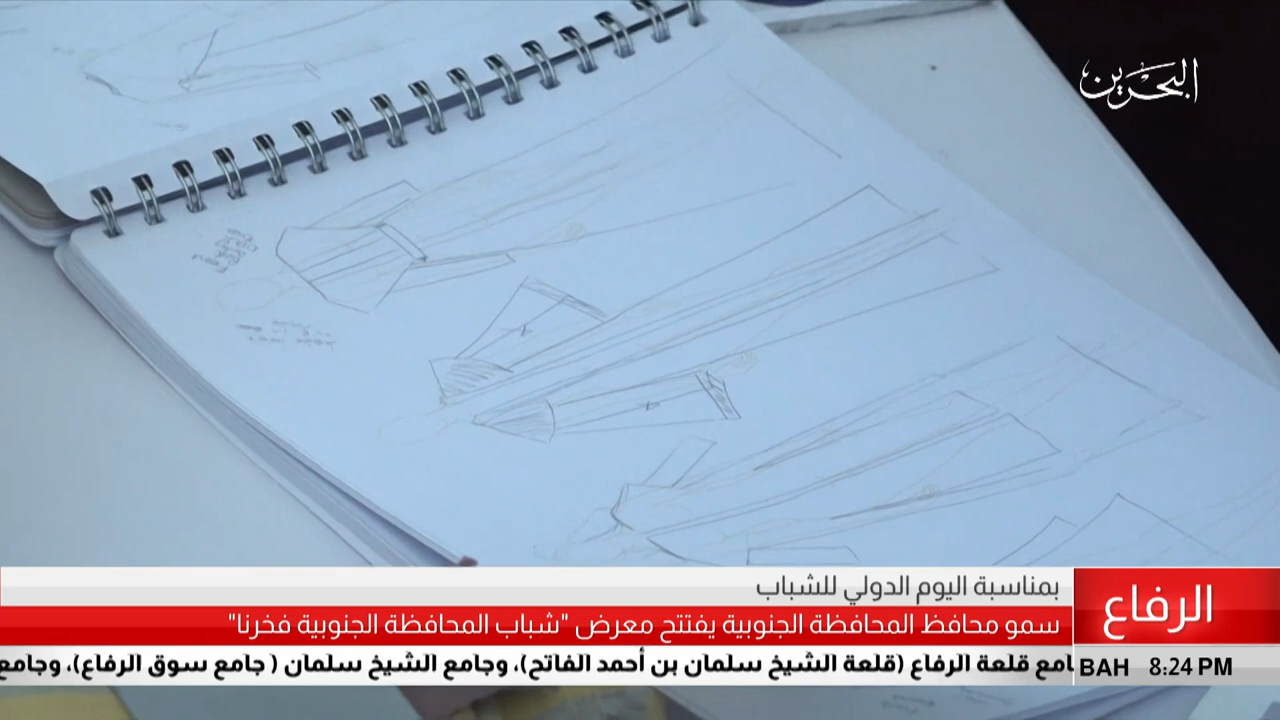 البحرين
بمناسبة اليوم الدولي للشباب
الرفاع
سمو محافظ المحافظة الجنوبية يفتتح معرض "شباب المحافظة الجنوبية فخرنا"
امع قلعة الرفاع (قلعة الشيخ سلمان بن أحمد الفاتح)، وجامع الشيخ سلمان ( جامع سوق الرفاع)، وجامع
BAH 8:24 PM